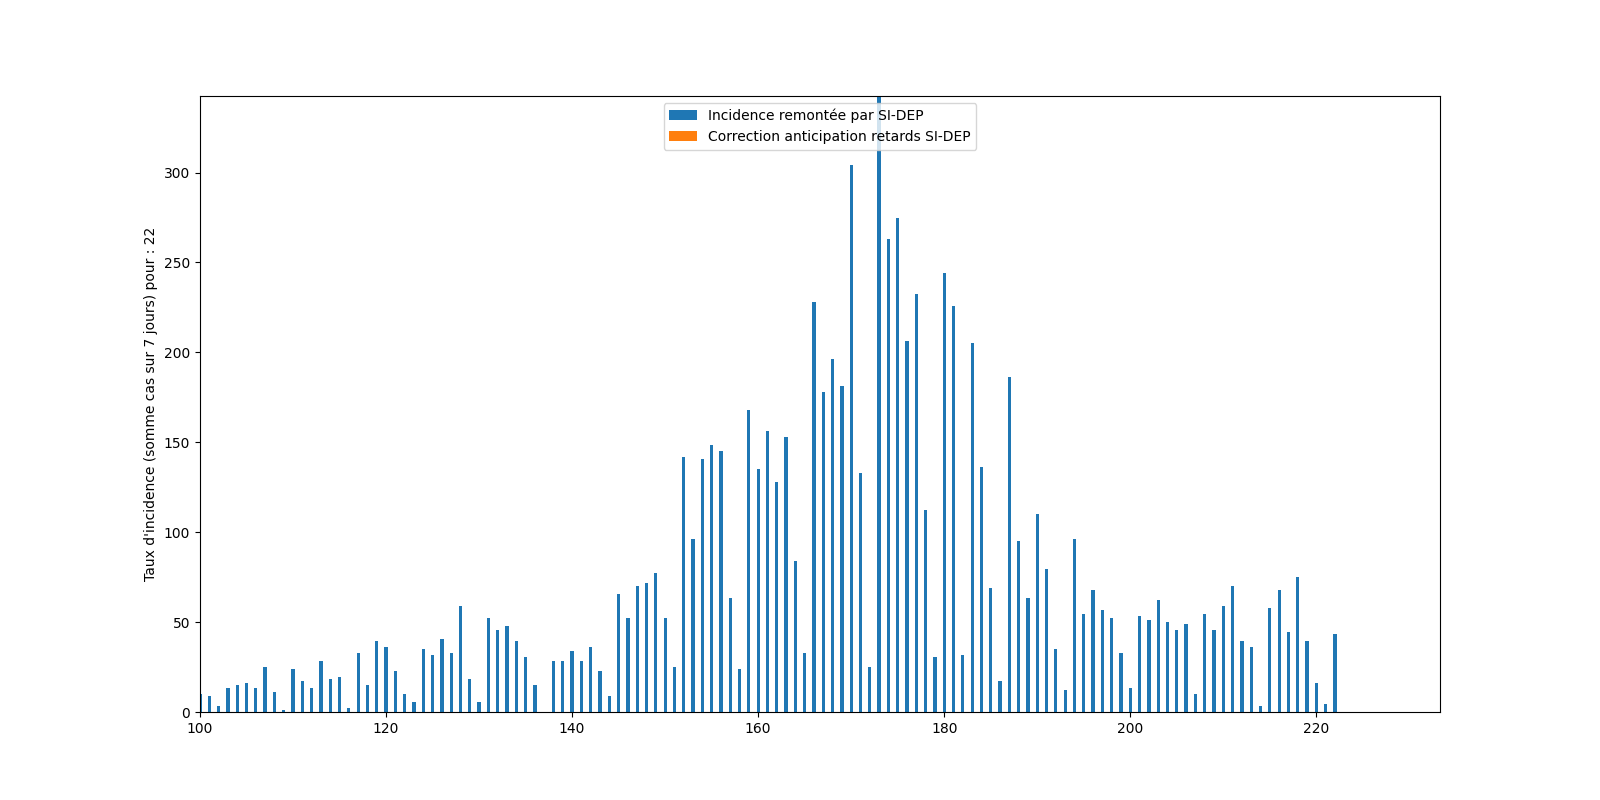 Incidence remontée par SI-DEP
Correction anticipation retards SI-DEP
Taux d'incidence (somme cas sur 7 jours) pour : 22
300
250
200
150
100
50
0
100 120 140 160 180 200 220